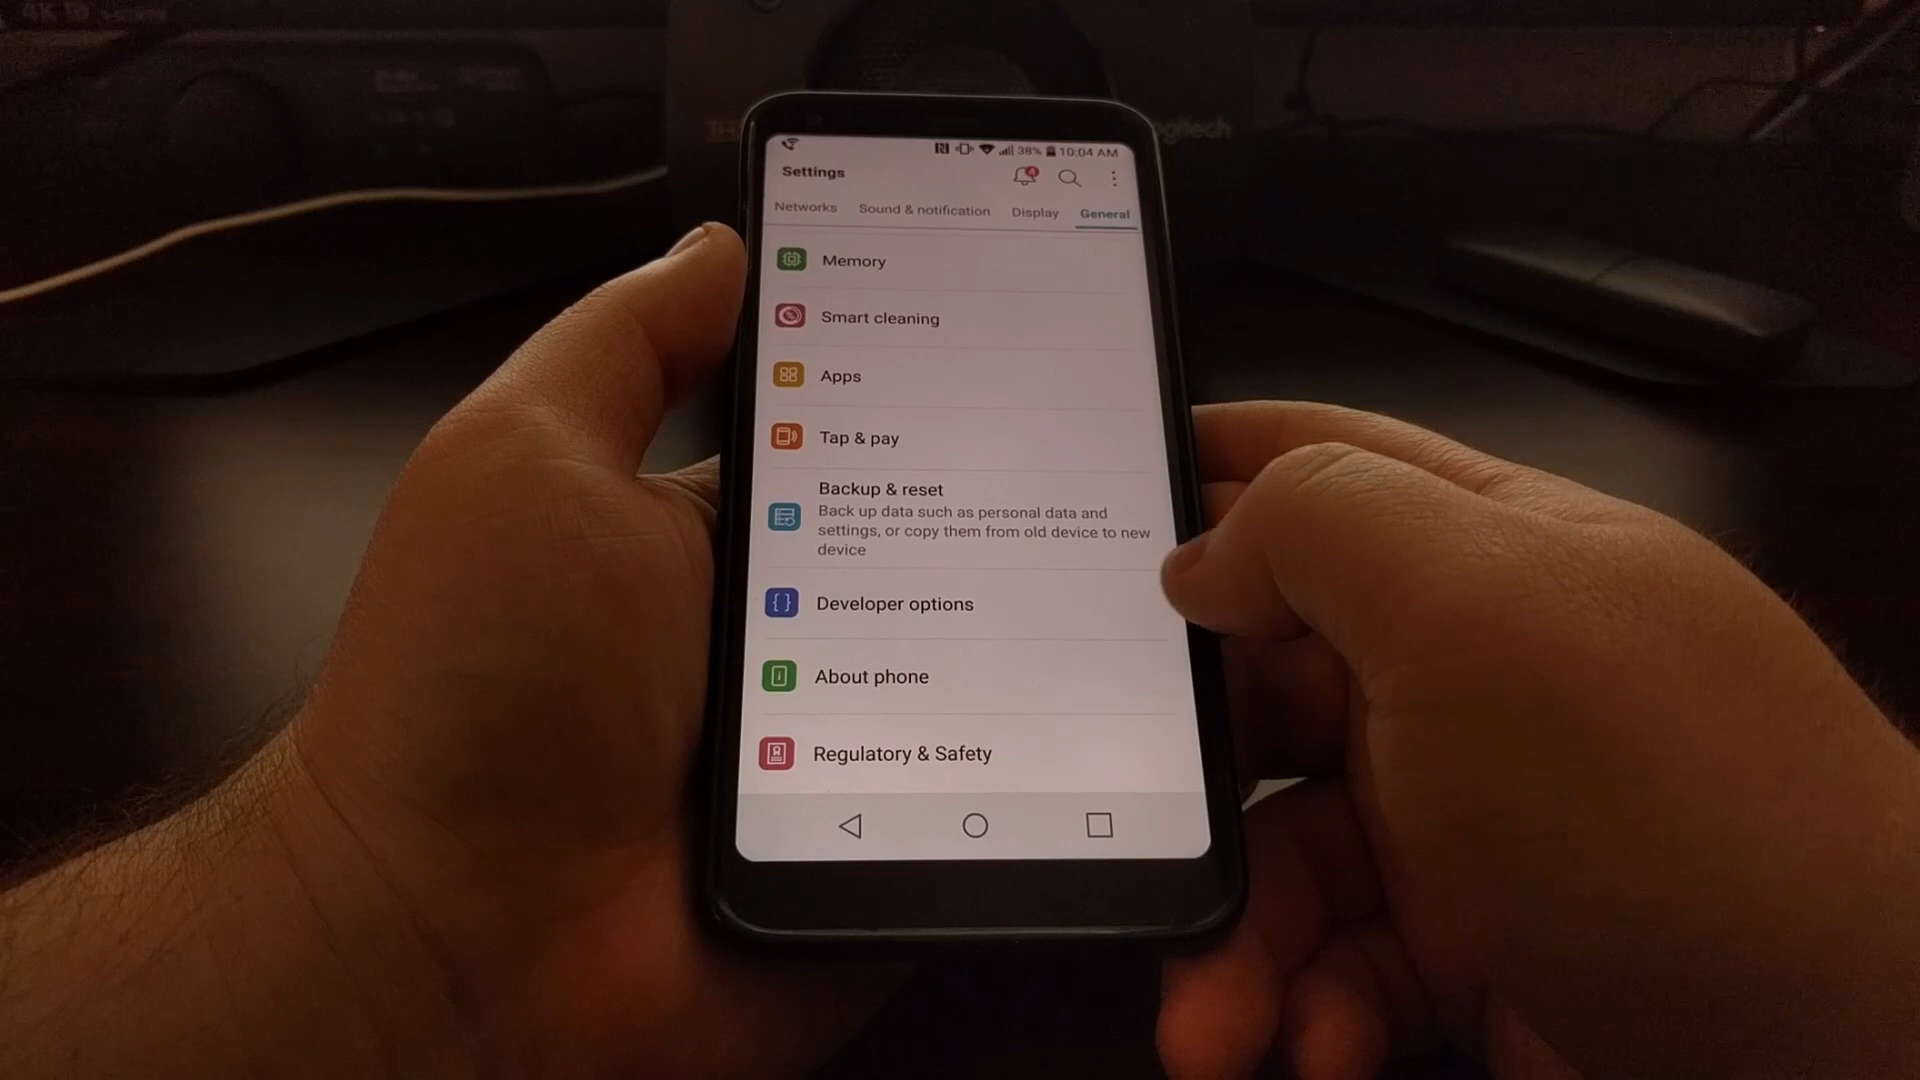 38% 10:04 AM
Settings
4
Networks Sound & notification Display General
Memory
Smart cleaning
Apps
Tap & pay
Backup & reset
Back up data such as personal data and
settings, or copy them from old device to new
device
Developer options
About phone
Regulatory & Safety